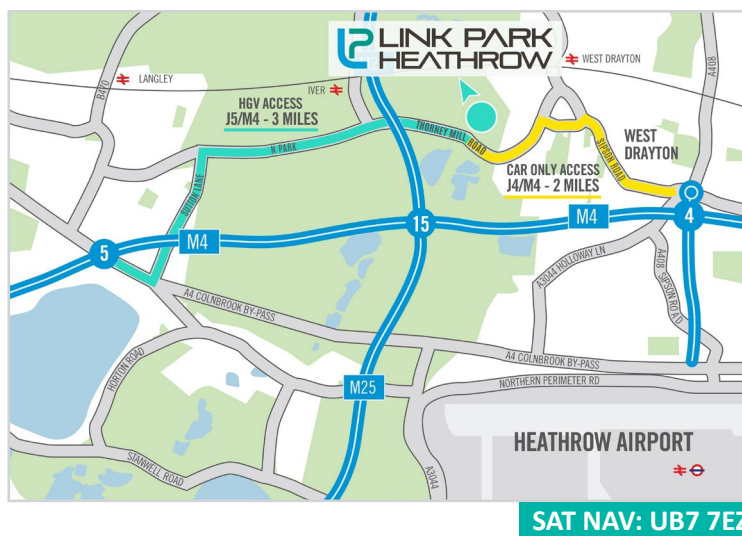 LINK PARK
HEATHROW
WEST DRAYTON
A408
B470
LANGLEY
IVER
HGV ACCESS
J5/M4 - 3 MILES
THORNEY MILL ROAD
N PARK
SUTTON LANE
CAR ONLY ACCESS
J4/M4 - 2 MILES
SIPSON ROAD
WEST
DRAYTON
5
M4
15
M4
4
A3044 HOLLOWAY LN
A408
SIPSON ROAD
A4 COLNBROOK BY-PASS
A4 COLNBROOK BY-PASS
HORTON ROAD
M25
NORTHERN PERIMETER RD
HEATHROW AIRPORT
STANWELL ROAD
A3044
SAT NAV: UB7 7EZ